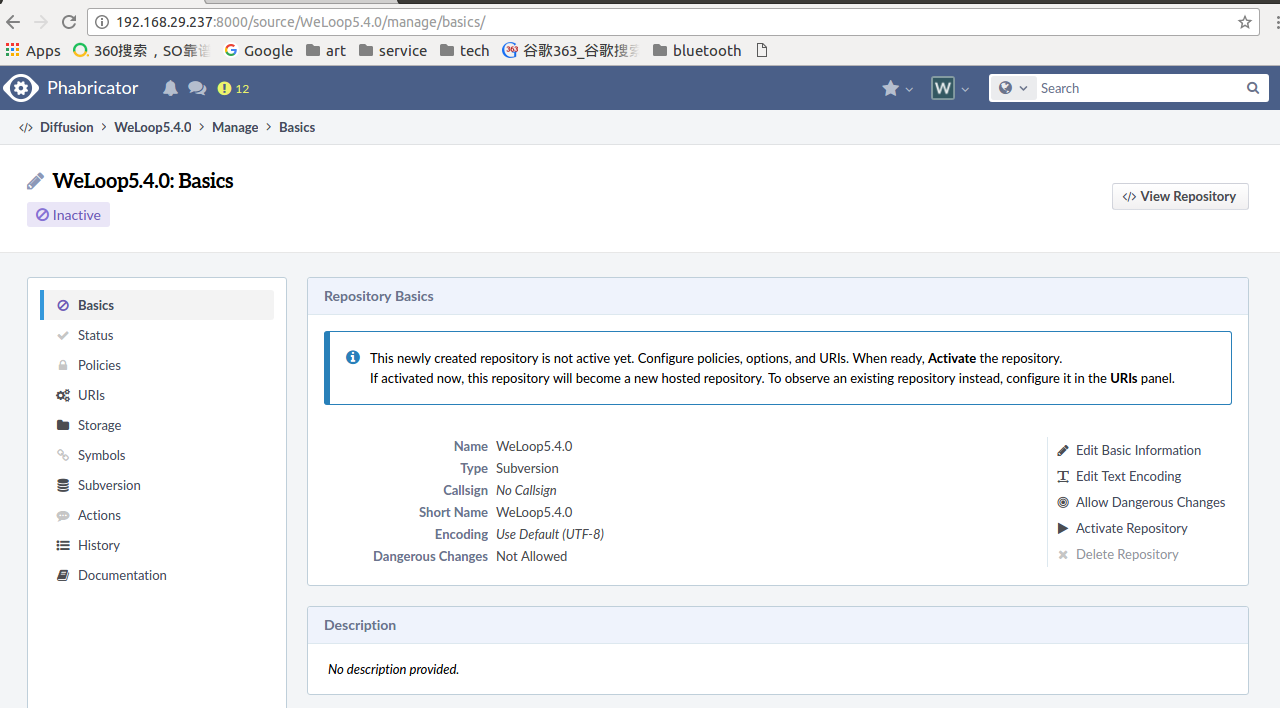 192.168.29.237:8000/source/WeLoop5.4.0/manage/basics/
Apps 360搜索，SO靠谱 Google art service tech 谷歌363_谷歌搜索 bluetooth
Phabricator 12 W Search
Diffusion > WeLoop5.4.0 > Manage > Basics
WeLoop5.4.0: Basics
Inactive
View Repository
Basics
Status
Policies
URIs
Storage
Symbols
Subversion
Actions
History
Documentation
Repository Basics
This newly created repository is not active yet. Configure policies, options, and URIs. When ready, Activate the repository.
If activated now, this repository will become a new hosted repository. To observe an existing repository instead, configure it in the URIs panel.
Name WeLoop5.4.0
Type Subversion
Callsign No Callsign
Short Name WeLoop5.4.0
Encoding Use Default (UTF-8)
Dangerous Changes Not Allowed
Edit Basic Information
Edit Text Encoding
Allow Dangerous Changes
Activate Repository
Delete Repository
Description
No description provided.